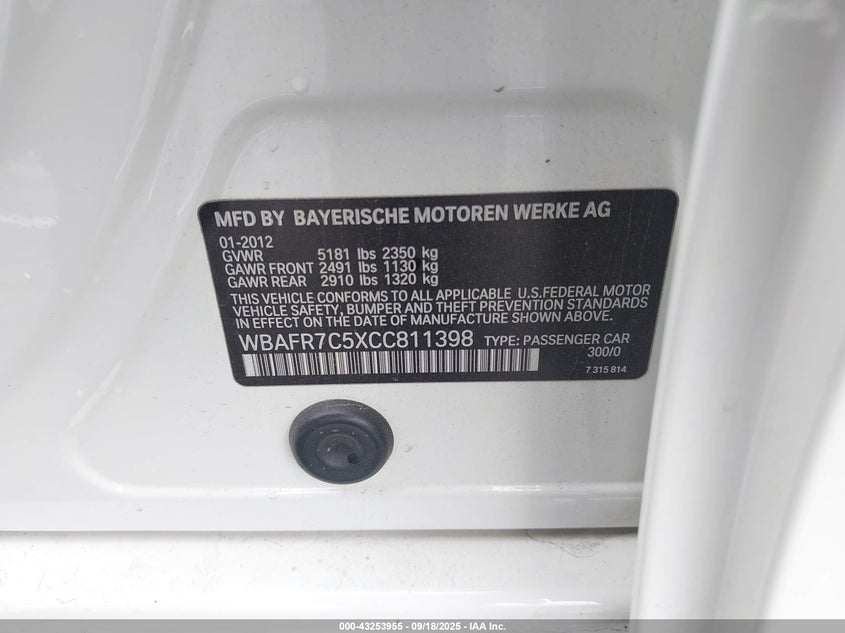 MFD BY BAYERISCHE MOTOREN WERKE AG
01-2012
GVWR 5181 lbs 2350 kg
GAWR FRONT 2491 lbs 1130 kg
GAWR REAR 2910 lbs 1320 kg
THIS VEHICLE CONFORMS TO ALL APPLICABLE U.S.FEDERAL MOTOR
VEHICLE SAFETY, BUMPER AND THEFT PREVENTION STANDARDS
IN EFFECT ON THE DATE OF MANUFACTURE SHOWN ABOVE.
WBAFR7C5XCC811398 TYPE: PASSENGER CAR
300/0
7 315 814
000-43253955 - 09/18/2025 - IAA Inc.